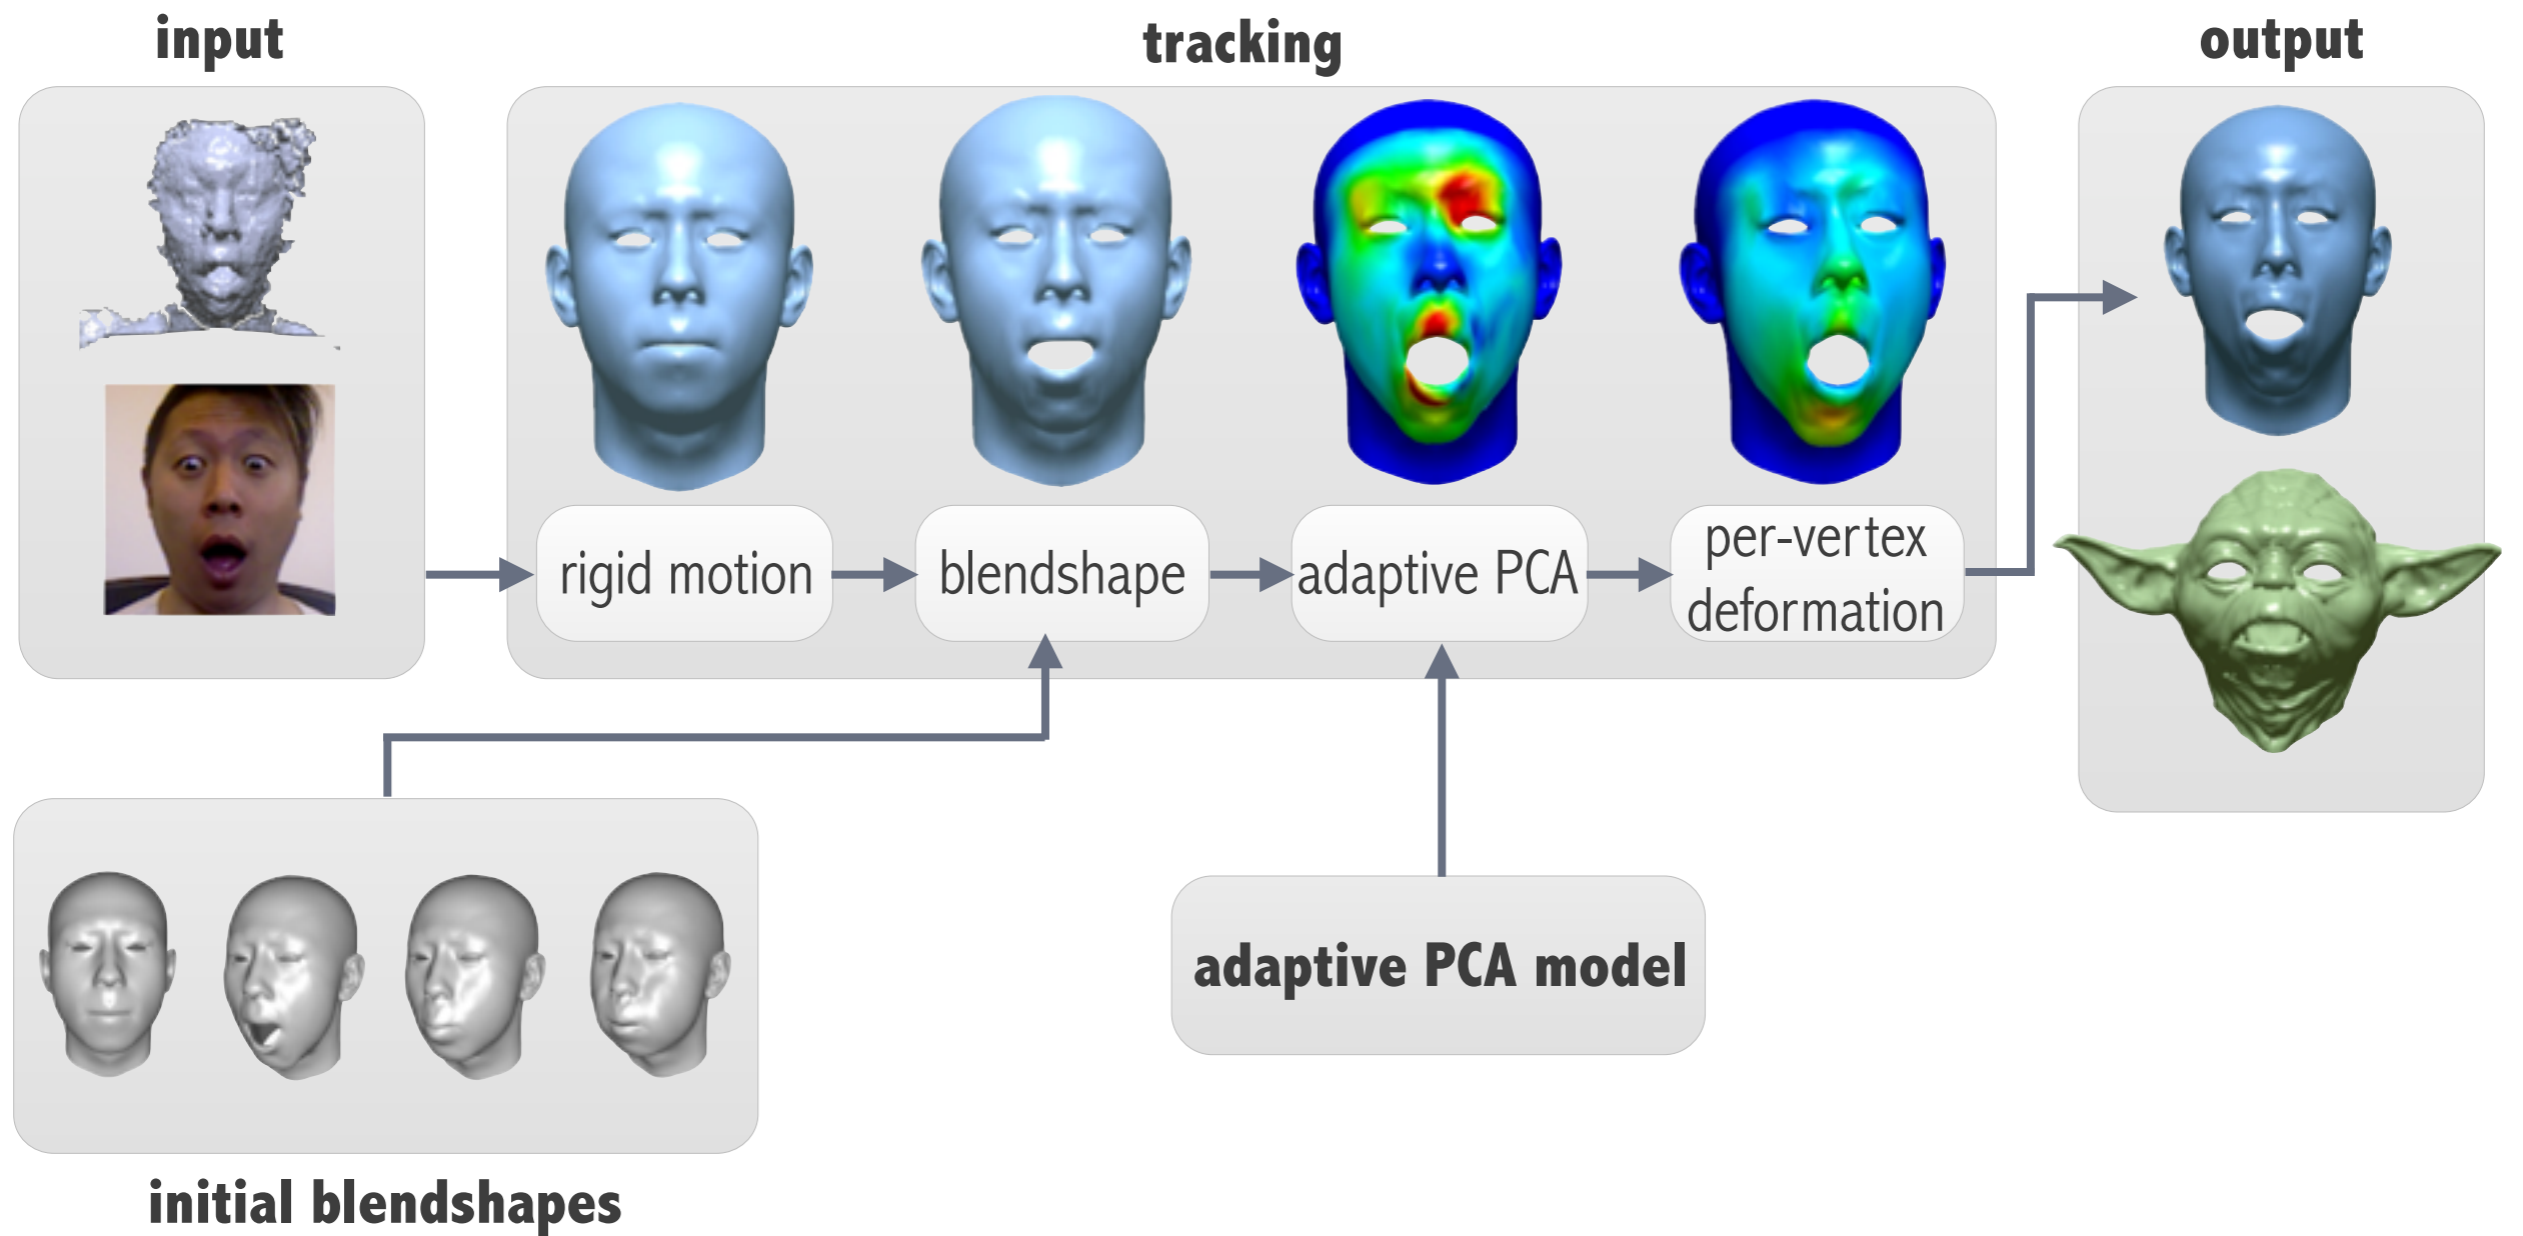 input
tracking
output
rigid motion
blendshape
adaptive PCA
per-vertex
deformation
adaptive PCA model
initial blendshapes